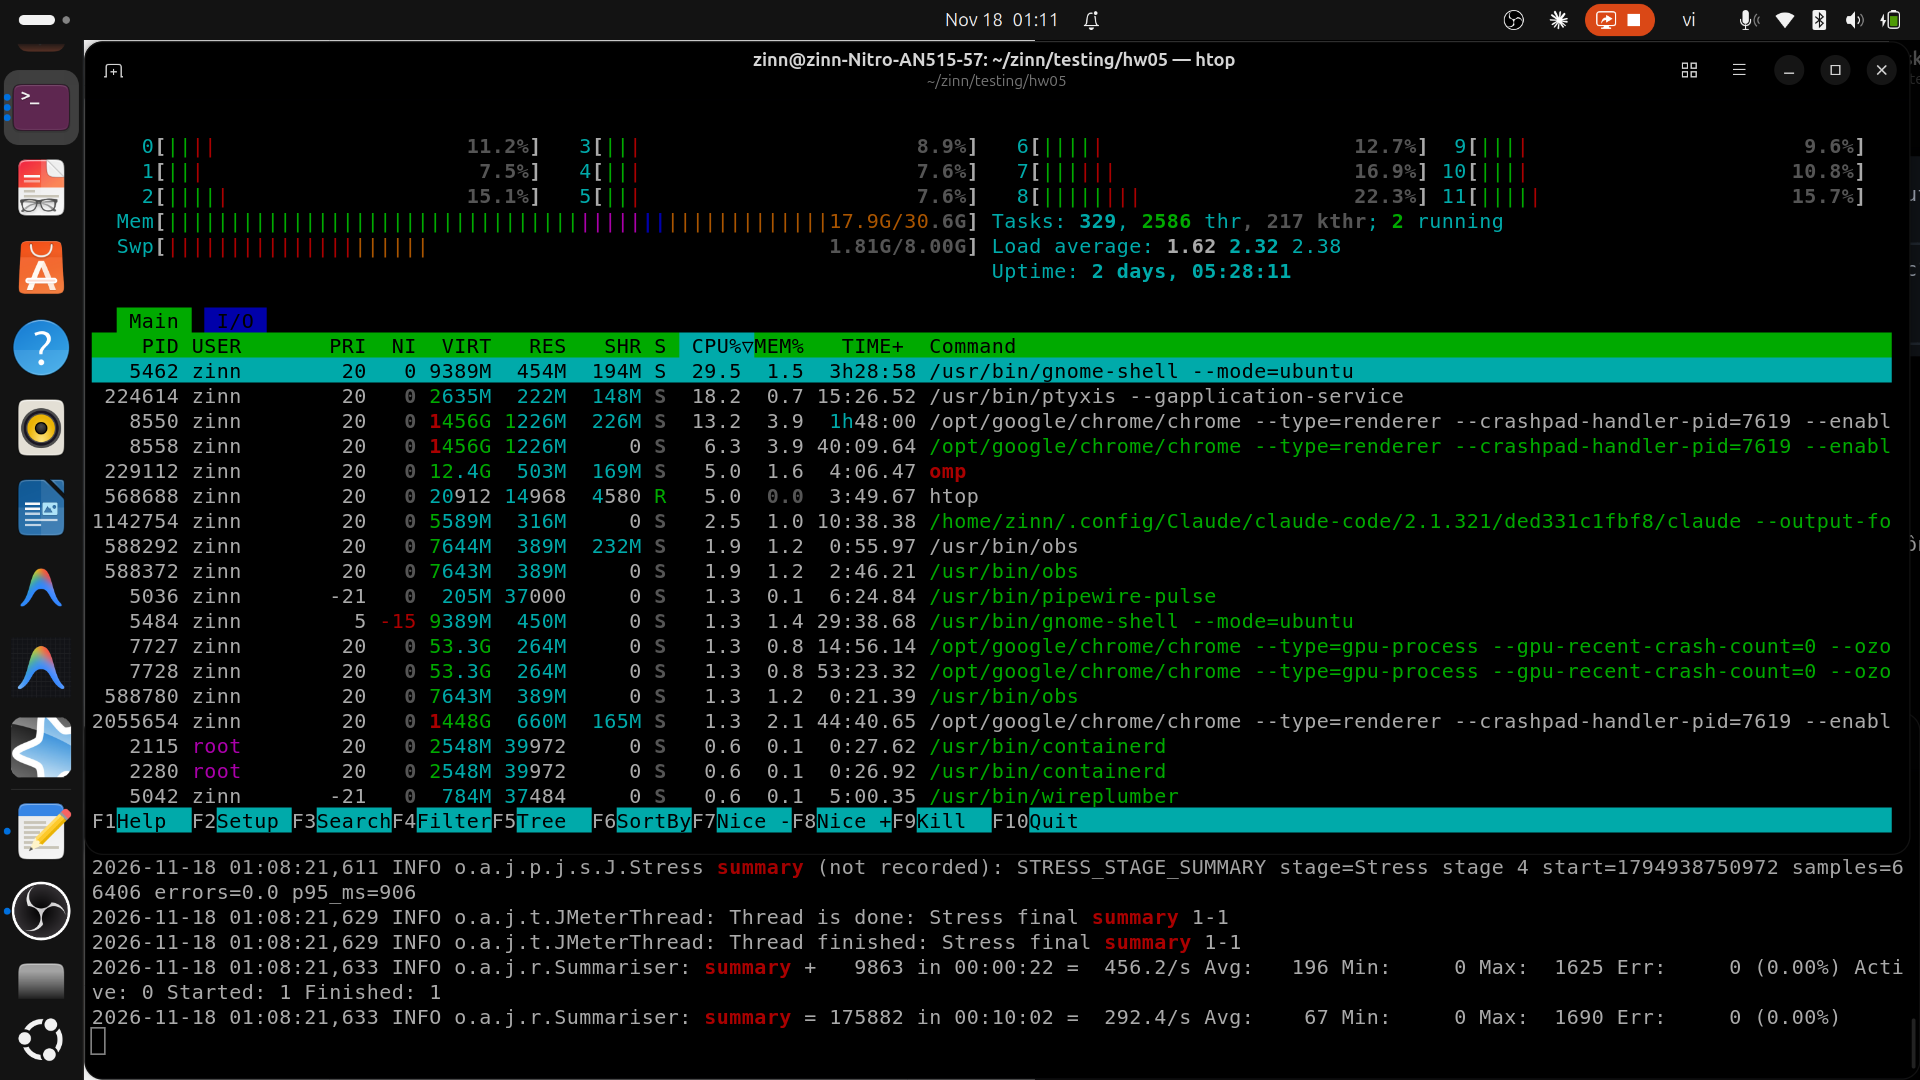 Nov 18 01:11
vi
zinn@zinn-Nitro-AN515-57: ~/zinn/testing/hw05 — htop
~/zinn/testing/hw05
0[||||| 11.2%] 3[||| 8.9%] 6[||||| 12.7%] 9[|||| 9.6%]
1[||| 7.5%] 4[||| 7.6%] 7[|||||| 16.9%] 10[|||| 10.8%]
2[||||| 15.1%] 5[||| 7.6%] 8[|||||||| 22.3%] 11[||||| 15.7%]
Mem[||||||||||||||||||||||||||||||||||||||||||||||||||||| 17.9G/30.6G] Tasks: 329, 2586 thr, 217 kthr; 2 running
Swp[||||||||||||||||||||| 1.81G/8.00G] Load average: 1.62 2.32 2.38
Uptime: 2 days, 05:28:11
Main I/O
PID USER PRI NI VIRT RES SHR S CPU%▽MEM% TIME+ Command
5462 zinn 20 0 9389M 454M 194M S 29.5 1.5 3h28:58 /usr/bin/gnome-shell --mode=ubuntu
224614 zinn 20 0 2635M 222M 148M S 18.2 0.7 15:26.52 /usr/bin/ptyxis --gapplication-service
8550 zinn 20 0 1456G 1226M 226M S 13.2 3.9 1h48:00 /opt/google/chrome/chrome --type=renderer --crashpad-handler-pid=7619 --enabl
8558 zinn 20 0 1456G 1226M 0 S 6.3 3.9 40:09.64 /opt/google/chrome/chrome --type=renderer --crashpad-handler-pid=7619 --enabl
229112 zinn 20 0 12.4G 503M 169M S 5.0 1.6 4:06.47 omp
568688 zinn 20 0 20912 14968 4580 R 5.0 0.0 3:49.67 htop
1142754 zinn 20 0 5589M 316M 0 S 2.5 1.0 10:38.38 /home/zinn/.config/Claude/claude-code/2.1.321/ded331c1fbf8/claude --output-fo
588292 zinn 20 0 7644M 389M 232M S 1.9 1.2 0:55.97 /usr/bin/obs
588372 zinn 20 0 7643M 389M 0 S 1.9 1.2 2:46.21 /usr/bin/obs
5036 zinn -21 0 205M 37000 0 S 1.3 0.1 6:24.84 /usr/bin/pipewire-pulse
5484 zinn 5 -15 9389M 450M 0 S 1.3 1.4 29:38.68 /usr/bin/gnome-shell --mode=ubuntu
7727 zinn 20 0 53.3G 264M 0 S 1.3 0.8 14:56.14 /opt/google/chrome/chrome --type=gpu-process --gpu-recent-crash-count=0 --ozo
7728 zinn 20 0 53.3G 264M 0 S 1.3 0.8 53:23.32 /opt/google/chrome/chrome --type=gpu-process --gpu-recent-crash-count=0 --ozo
588780 zinn 20 0 7643M 389M 0 S 1.3 1.2 0:21.39 /usr/bin/obs
2055654 zinn 20 0 1448G 660M 165M S 1.3 2.1 44:40.65 /opt/google/chrome/chrome --type=renderer --crashpad-handler-pid=7619 --enabl
2115 root 20 0 2548M 39972 0 S 0.6 0.1 0:27.62 /usr/bin/containerd
2280 root 20 0 2548M 39972 0 S 0.6 0.1 0:26.92 /usr/bin/containerd
5042 zinn -21 0 784M 37484 0 S 0.6 0.1 5:00.35 /usr/bin/wireplumber
F1Help F2Setup F3SearchF4FilterF5Tree F6SortByF7Nice -F8Nice +F9Kill F10Quit
2026-11-18 01:08:21,611 INFO o.a.j.p.j.s.J.Stress summary (not recorded): STRESS_STAGE_SUMMARY stage=Stress stage 4 start=1794938750972 samples=6
6406 errors=0.0 p95_ms=906
2026-11-18 01:08:21,629 INFO o.a.j.t.JMeterThread: Thread is done: Stress final summary 1-1
2026-11-18 01:08:21,629 INFO o.a.j.t.JMeterThread: Thread finished: Stress final summary 1-1
2026-11-18 01:08:21,633 INFO o.a.j.r.Summariser: summary + 9863 in 00:00:22 = 456.2/s Avg: 196 Min: 0 Max: 1625 Err: 0 (0.00%) Acti
ve: 0 Started: 1 Finished: 1
2026-11-18 01:08:21,633 INFO o.a.j.r.Summariser: summary = 175882 in 00:10:02 = 292.4/s Avg: 67 Min: 0 Max: 1690 Err: 0 (0.00%)